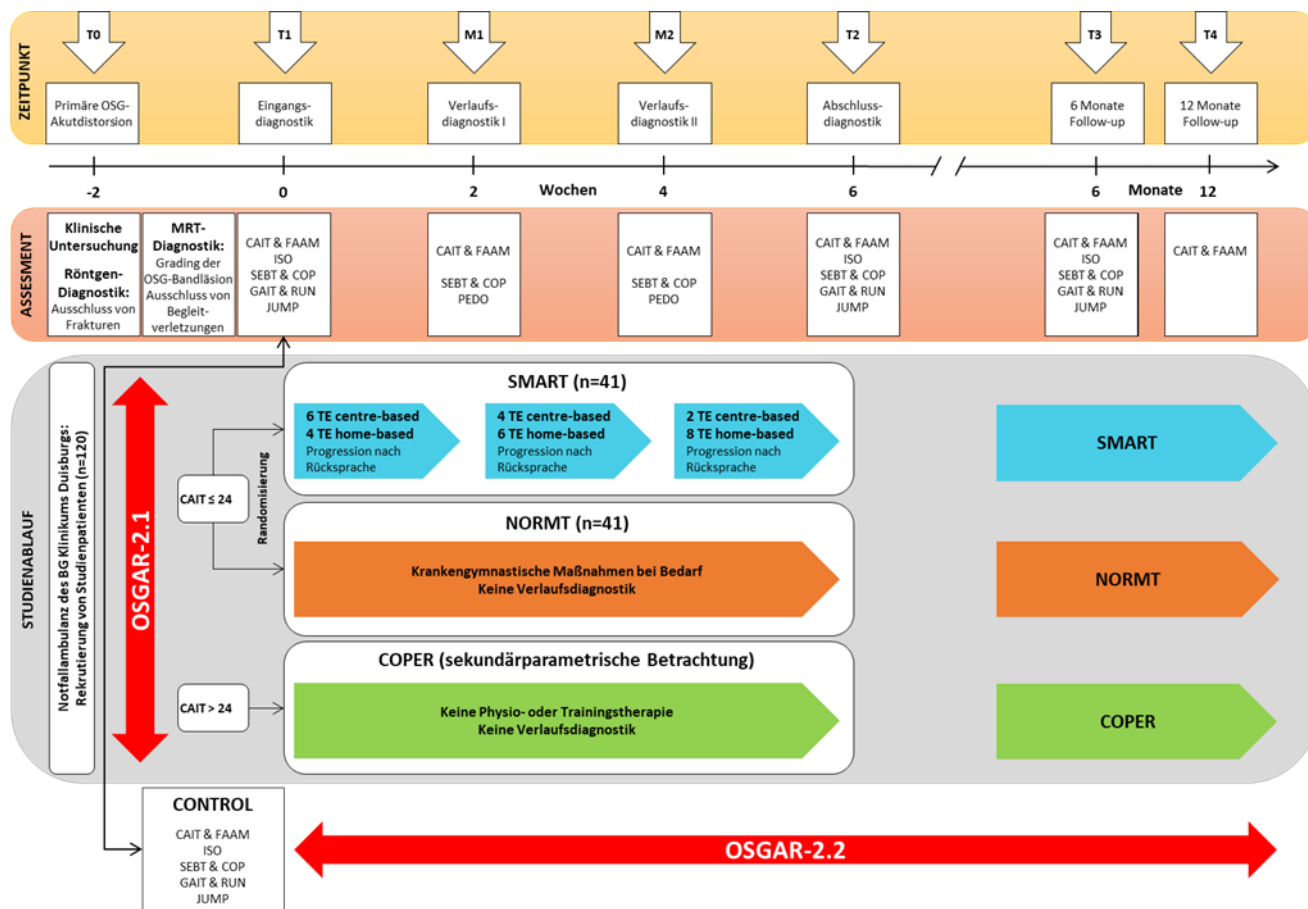 ZEITPUNKT
T0
T1
M1
M2
T2
T3
T4
Primäre OSG-
Akutdistorsion
Eingangs-
diagnostik
Verlaufs-
diagnostik I
Verlaufs-
diagnostik II
Abschluss-
diagnostik
6 Monate
Follow-up
12 Monate
Follow-up
-2
0
2
Wochen
4
6
6
Monate
12
ASSESMENT
Klinische
Untersuchung
Röntgen-
Diagnostik:
Ausschluss von
Frakturen
MRT-
Diagnostik:
Grading der
OSG-Bandläsion
Ausschluss von
Begleit-
verletzungen
CAIT & FAAM
ISO
SEBT & COP
GAIT & RUN
JUMP
CAIT & FAAM
SEBT & COP
PEDO
CAIT & FAAM
SEBT & COP
PEDO
CAIT & FAAM
ISO
SEBT & COP
GAIT & RUN
JUMP
CAIT & FAAM
ISO
SEBT & COP
GAIT & RUN
JUMP
CAIT & FAAM
STUDIENABLAUF
Notfallambulanz des BG Klinikums Duisburgs:
Rekrutierung von Studienpatienten (n=120)
OSGAR-2.1
CAIT ≤ 24
Randomisierung
CAIT > 24
SMART (n=41)
6 TE centre-based
4 TE home-based
Progression nach
Rücksprache
4 TE centre-based
6 TE home-based
Progression nach
Rücksprache
2 TE centre-based
8 TE home-based
Progression nach
Rücksprache
SMART
NORMT (n=41)
Krankengymnastische Maßnahmen bei Bedarf
Keine Verlaufsdiagnostik
NORMT
COPER (sekundärparametrische Betrachtung)
Keine Physio- oder Trainingstherapie
Keine Verlaufsdiagnostik
COPER
CONTROL
CAIT & FAAM
ISO
SEBT & COP
GAIT & RUN
JUMP
OSGAR-2.2